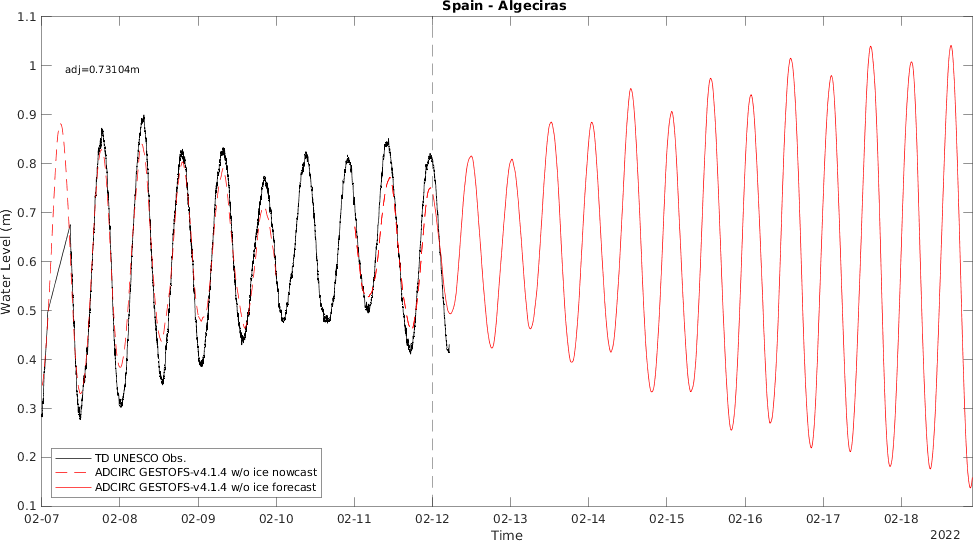 Spain - Algeciras
1.1
1
0.9
0.8
0.7
0.6
0.5
0.4
0.3
0.2
0.1
Water Level (m)
adj=0.73104m
TD UNESCO Obs.
ADCIRC GESTOFS-v4.1.4 w/o ice nowcast
ADCIRC GESTOFS-v4.1.4 w/o ice forecast
02-07 02-08 02-09 02-10 02-11 02-12 02-13 02-14 02-15 02-16 02-17 02-18
Time
2022